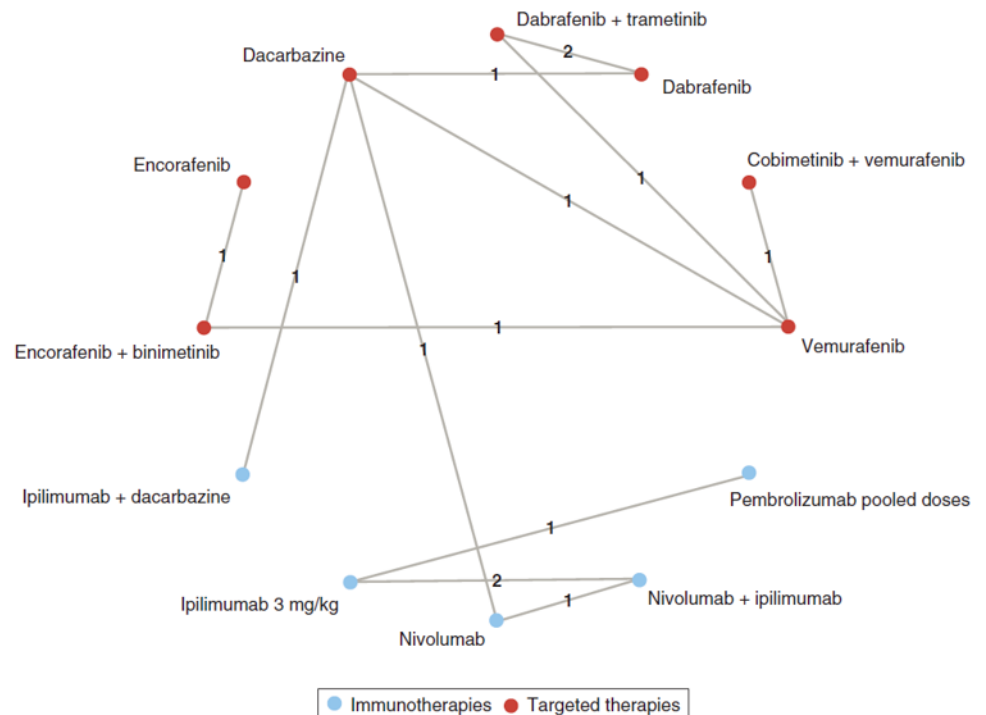 Dabrafenib + trametinib
Dacarbazine
2
1
Dabrafenib
Encorafenib
Cobimetinib + vemurafenib
1
1
1
1
1
1
Encorafenib + binimetinib
Vemurafenib
1
Ipilimumab + dacarbazine
Pembrolizumab pooled doses
1
2
Ipilimumab 3 mg/kg
1
Nivolumab + ipilimumab
Nivolumab
Immunotherapies
Targeted therapies